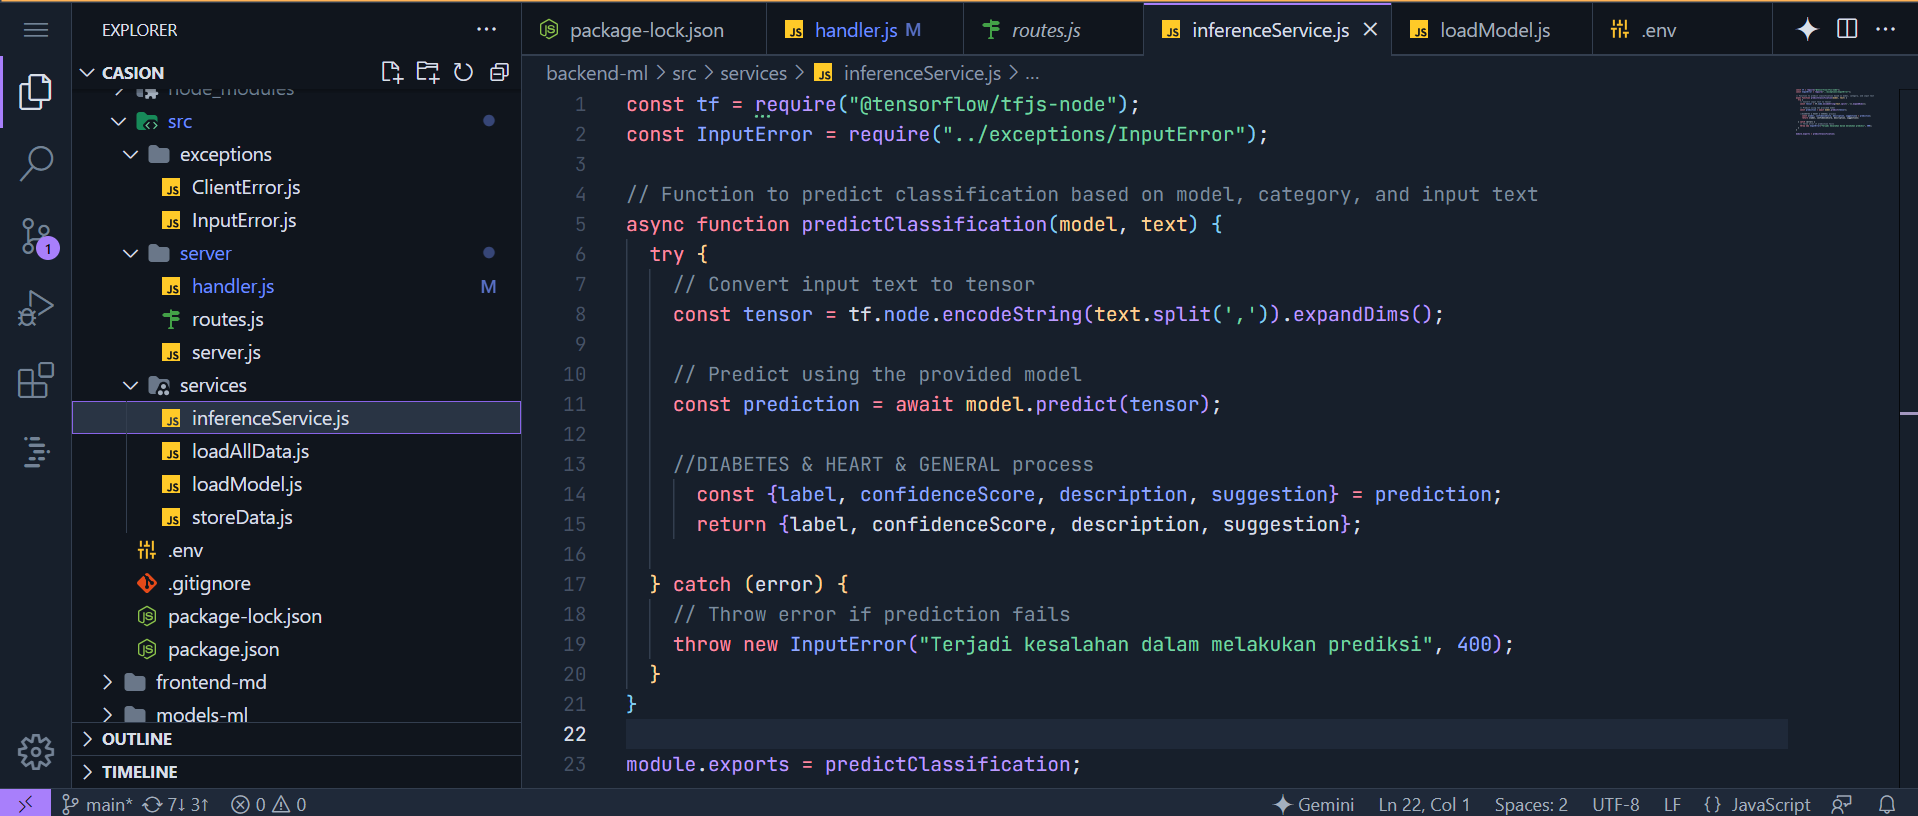 EXPLORER
CASION
node_modules
src
exceptions
ClientError.js
InputError.js
server
handler.js M
routes.js
server.js
services
inferenceService.js
loadAllData.js
loadModel.js
storeData.js
.env
.gitignore
package-lock.json
package.json
frontend-md
models-ml
OUTLINE
TIMELINE
1
package-lock.json handler.js M routes.js inferenceService.js loadModel.js .env
backend-ml > src > services > JS inferenceService.js > ...
1 const tf = require("@tensorflow/tfjs-node");
2 const InputError = require("../exceptions/InputError");
3
4 // Function to predict classification based on model, category, and input text
5 async function predictClassification(model, text) {
6 try {
7 // Convert input text to tensor
8 const tensor = tf.node.encodeString(text.split(',')).expandDims();
9
10 // Predict using the provided model
11 const prediction = await model.predict(tensor);
12
13 //DIABETES & HEART & GENERAL process
14 const {label, confidenceScore, description, suggestion} = prediction;
15 return {label, confidenceScore, description, suggestion};
16
17 } catch (error) {
18 // Throw error if prediction fails
19 throw new InputError("Terjadi kesalahan dalam melakukan prediksi", 400);
20 }
21 }
22
23 module.exports = predictClassification;
main* 7↓ 3↑ 0 0 Gemini Ln 22, Col 1 Spaces: 2 UTF-8 LF {} JavaScript